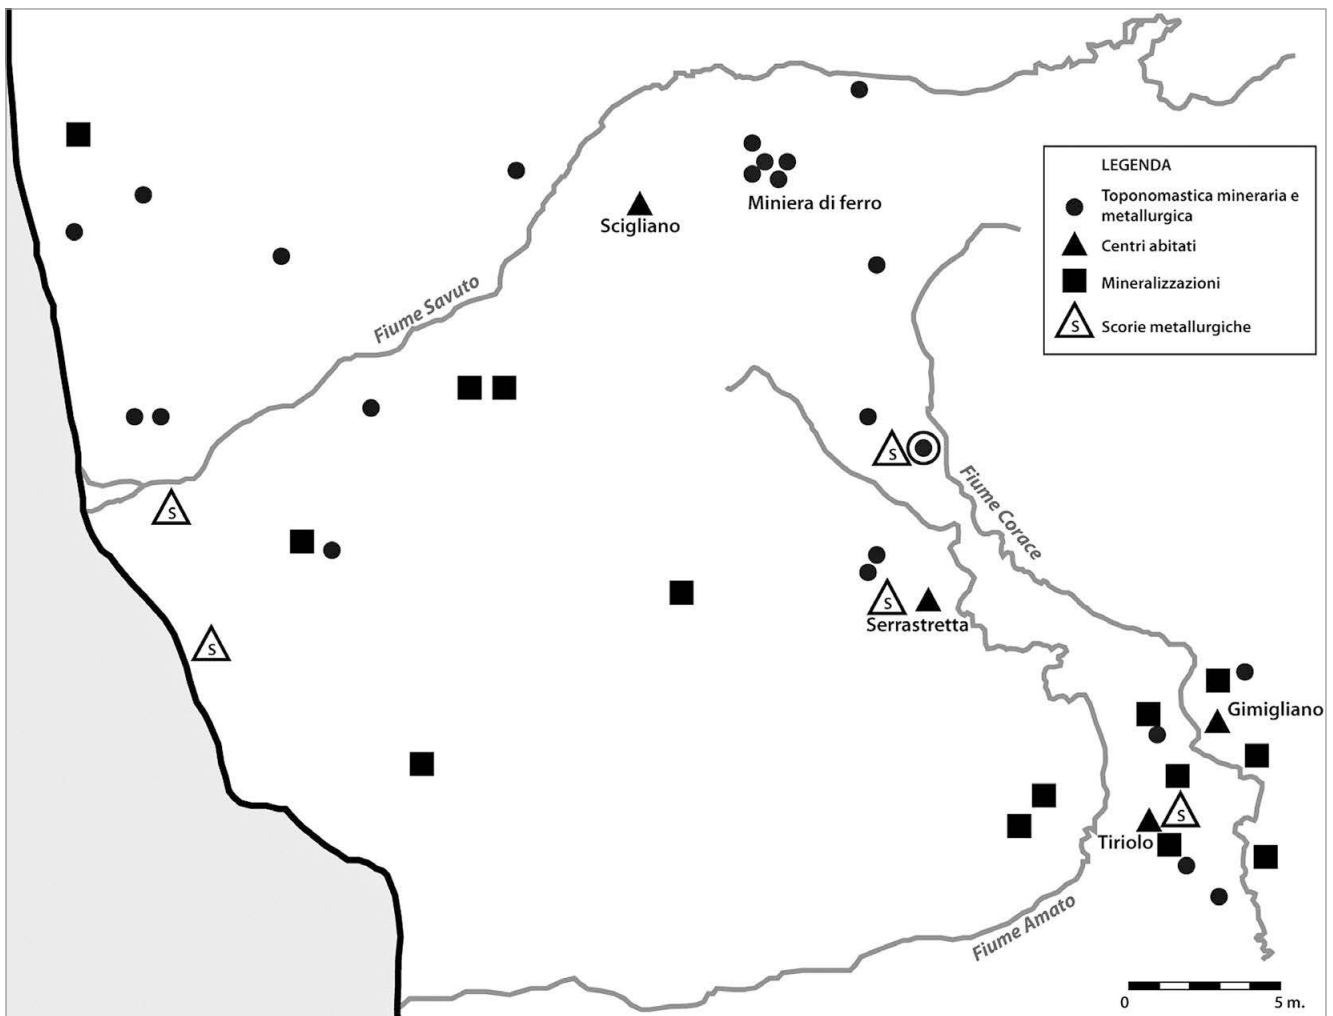 LEGENDA
Toponomastica mineraria e
metallurgica
Centri abitati
Mineralizzazioni
S
Scorie metallurgiche
Miniera di ferro
Scigliano
Fiume Savuto
S
Fiume Corace
S
S
Serrastretta
S
Gimigliano
S
Tiriolo
Fiume Amato
0
5 m.